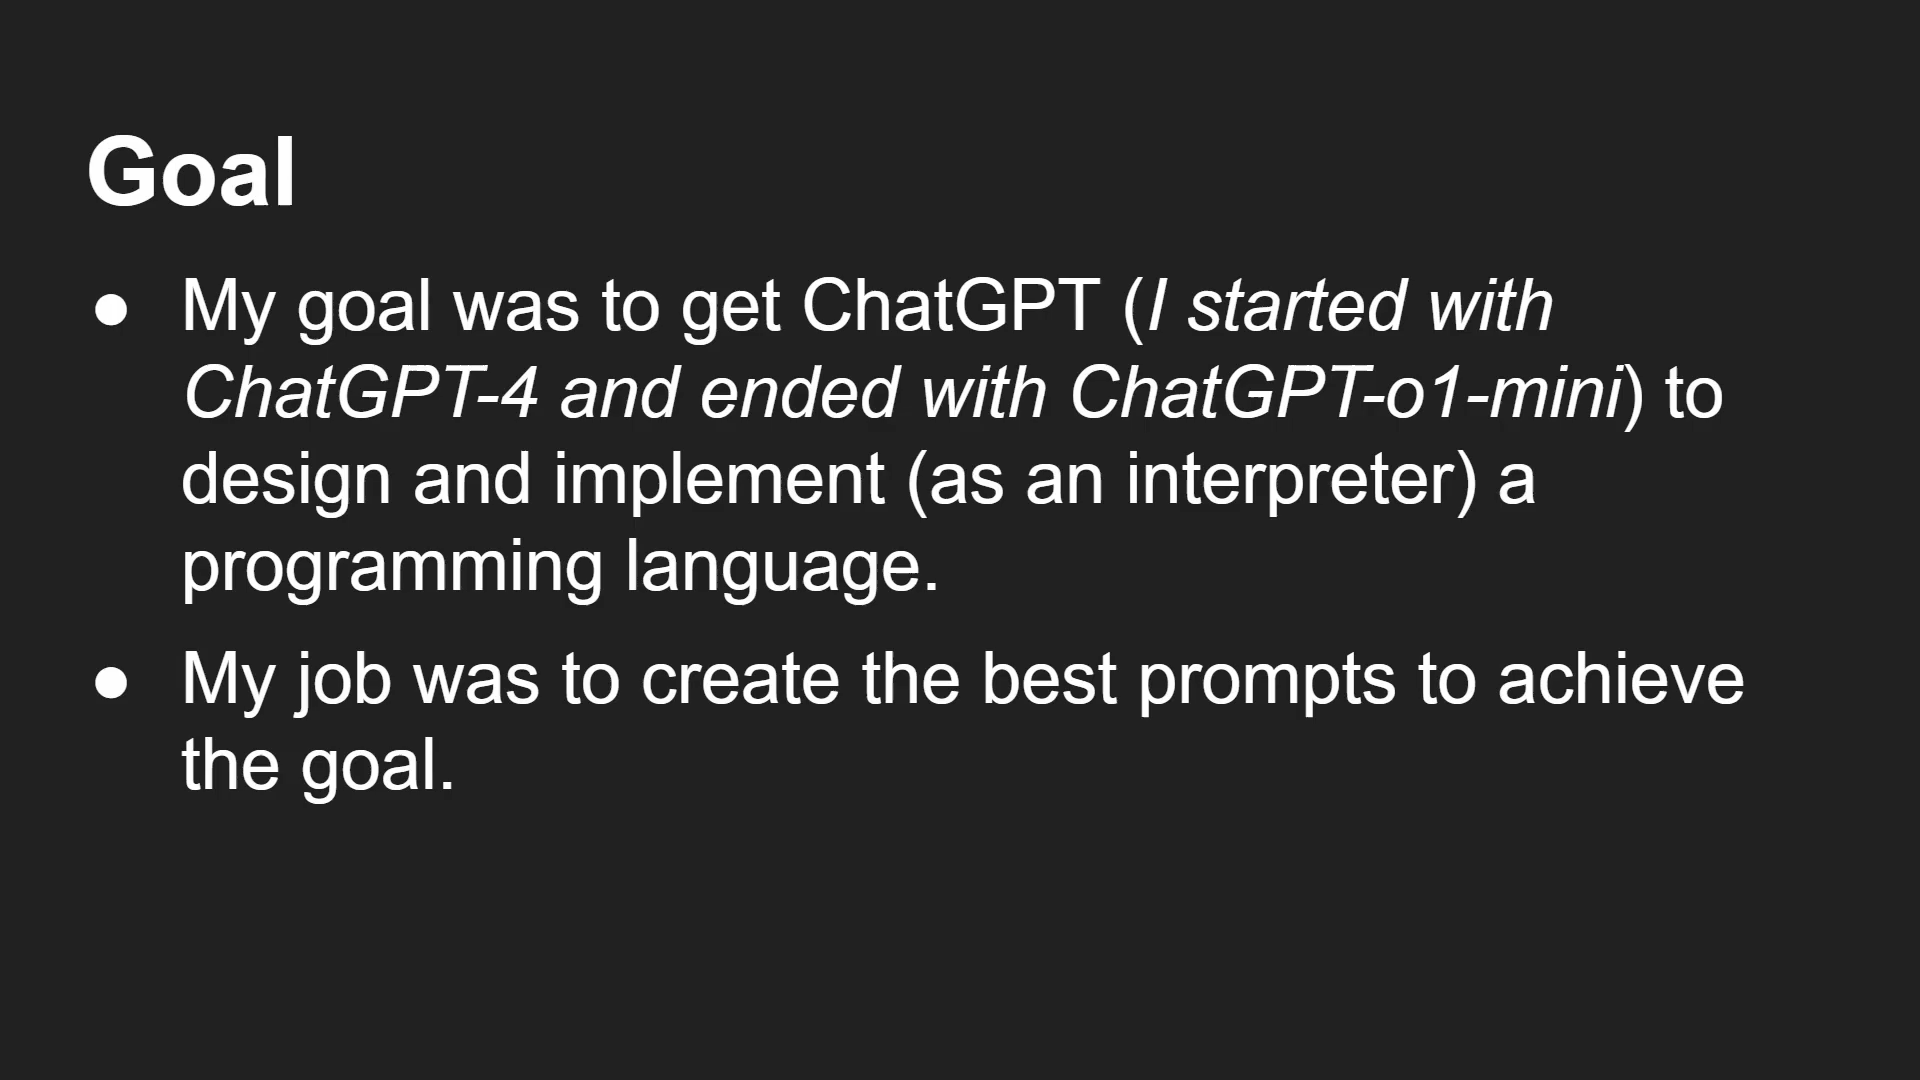 Goal
● My goal was to get ChatGPT (I started with
ChatGPT-4 and ended with ChatGPT-o1-mini) to
design and implement (as an interpreter) a
programming language.
● My job was to create the best prompts to achieve
the goal.